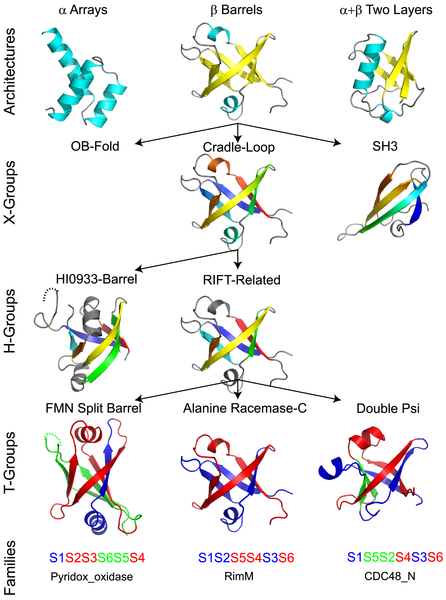 α Arrays
β Barrels
α+β Two Layers
Architectures
OB-Fold
Cradle-Loop
SH3
X-Groups
HI0933-Barrel
RIFT-Related
H-Groups
FMN Split Barrel
Alanine Racemase-C
Double Psi
T-Groups
S1S2S3S6S5S4
S1S2S5S4S3S6
S1S5S2S4S3S6
Pyridox_oxidase
RimM
CDC48_N
Families